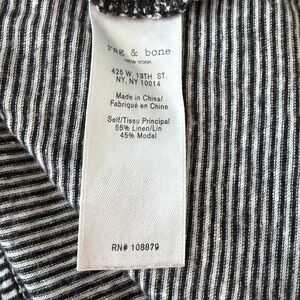 rag & bone
NEW YORK
425 W. 13TH ST.
NY, NY 10014
Made in China/
Fabriqué en Chine
Self/Tissu Principal
55% Linen/Lin
45% Modal
RN# 108879